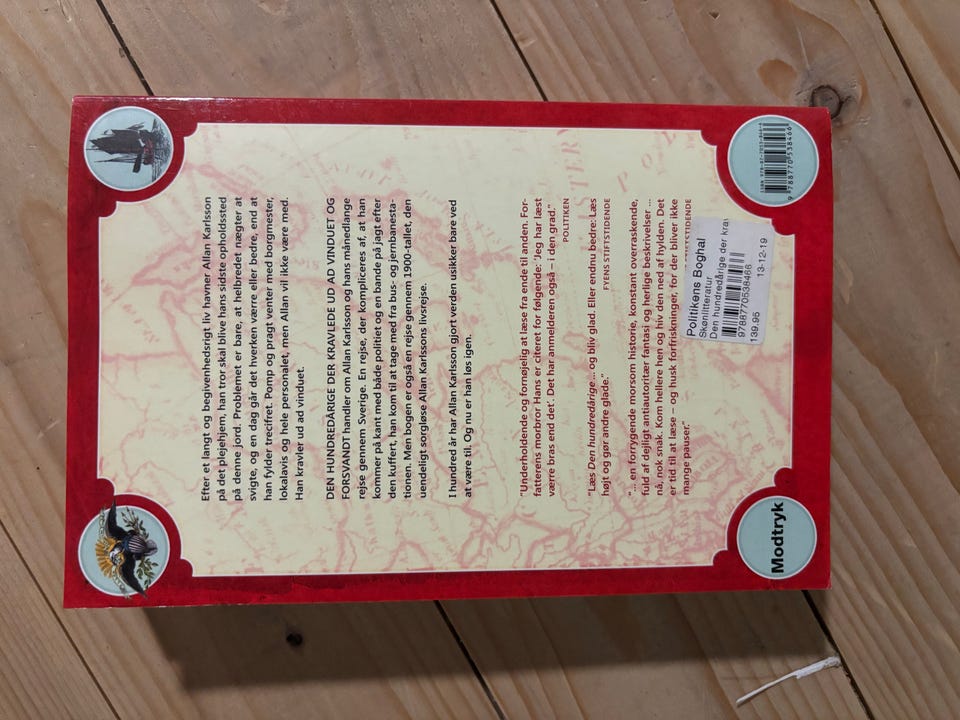 Efter et langt og begivenhedsrigt liv havner Allan Karlsson
på det plejehjem, han tror skal blive hans sidste opholdssted
på denne jord. Problemet er bare, at helbredet nægter at
svigte, og en dag går det hverken værre eller bedre, end at
han fylder trecifret. Pomp og pragt venter med borgmester,
lokalavis og hele personalet, men Allan vil ikke være med.
Han kravler ud ad vinduet.
DEN HUNDREDÅRIGE DER KRAVLEDE UD AD VINDUET OG
FORSVANDT handler om Allan Karlsson og hans månedlange
rejse gennem Sverige. En rejse, der kompliceres af, at han
kommer på kant med både politiet og en bande på jagt efter
den kuffert, han kom til at tage med fra bus- og jernbanesta-
tionen. Men bogen er også en rejse gennem 1900-tallet, den
uendeligt sorgløse Allan Karlssons livsrejse.
I hundred år har Allan Karlsson gjort verden usikker bare ved
at være til. Og nu er han løs igen.
"Underholdende og fornøjelig at læse fra ende til anden. For-
fatterens morbror Hans er citeret for følgende: 'Jeg har læst
værre bras end det'. Det har anmelderen også – i den grad."
POLITIKEN
"Læs Den hundredårige ... og bliv glad. Eller endnu bedre: Læs
højt og gør andre glade."
FYENS STIFTSTIDENDE
"... en forrygende morsom historie, konstant overraskende,
fuld af dejligt antiautoritær fantasi og herlige beskrivelser ...
nå, nok snak. Kom hellere hen og hiv den ned af hylden. Det
er tid til at læse – og husk forfriskninger, for der bliver ikke
mange pauser."
STIFTSTIDENDE
Politikens Boghal
Skønlitteratur
Den hundredårige der krav
9788770538466
139.95 13-12-19
ISBN 978-87-7053-846-6
9 788770 538466
Modtryk